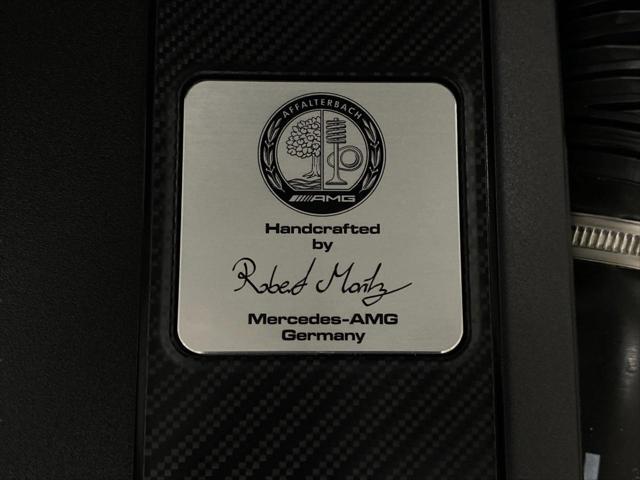 AFFALTERBACH
AMG
Handcrafted
by
Robert Moritz
Mercedes-AMG
Germany